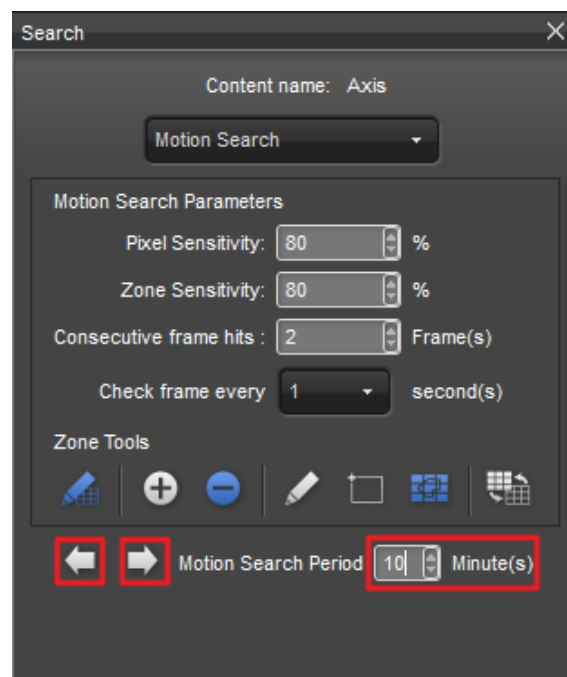 Search
Content name: Axis
Motion Search
Motion Search Parameters
Pixel Sensitivity: 80 %
Zone Sensitivity: 80 %
Consecutive frame hits : 2 Frame(s)
Check frame every 1 second(s)
Zone Tools
Motion Search Period 10 Minute(s)